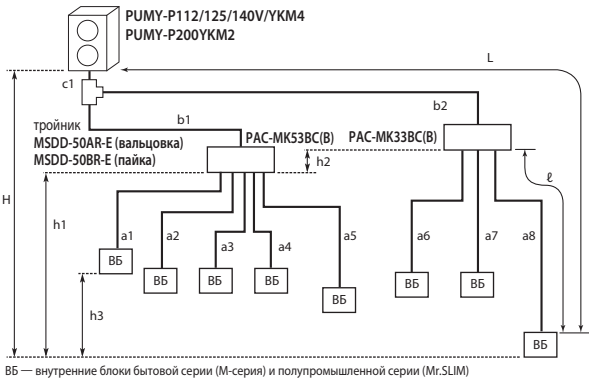 PUMY-P112/125/140V/YKM4
PUMY-P200YKM2
L
c1
b1
b2
тройник
MSDD-50AR-E (вальцовка)
MSDD-50BR-E (пайка)
PAC-MK53BC(B)
PAC-MK33BC(B)
h2
ℓ
H
h1
a1
a2
a3
a4
a5
a6
a7
a8
ВБ
ВБ
ВБ
ВБ
ВБ
ВБ
ВБ
h3
ВБ
ВБ — внутренние блоки бытовой серии (М-серия) и полупромышленной серии (Mr.SLIM)